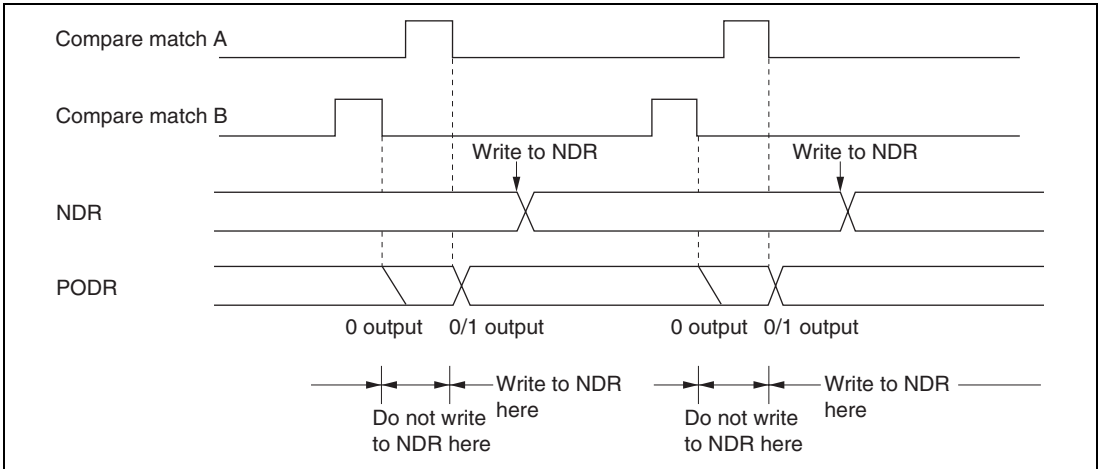 Compare match A
Compare match B
Write to NDR
Write to NDR
NDR
PODR
0 output
0/1 output
0 output
0/1 output
Write to NDR
here
Do not write
to NDR here
Write to NDR
here
Do not write
to NDR here